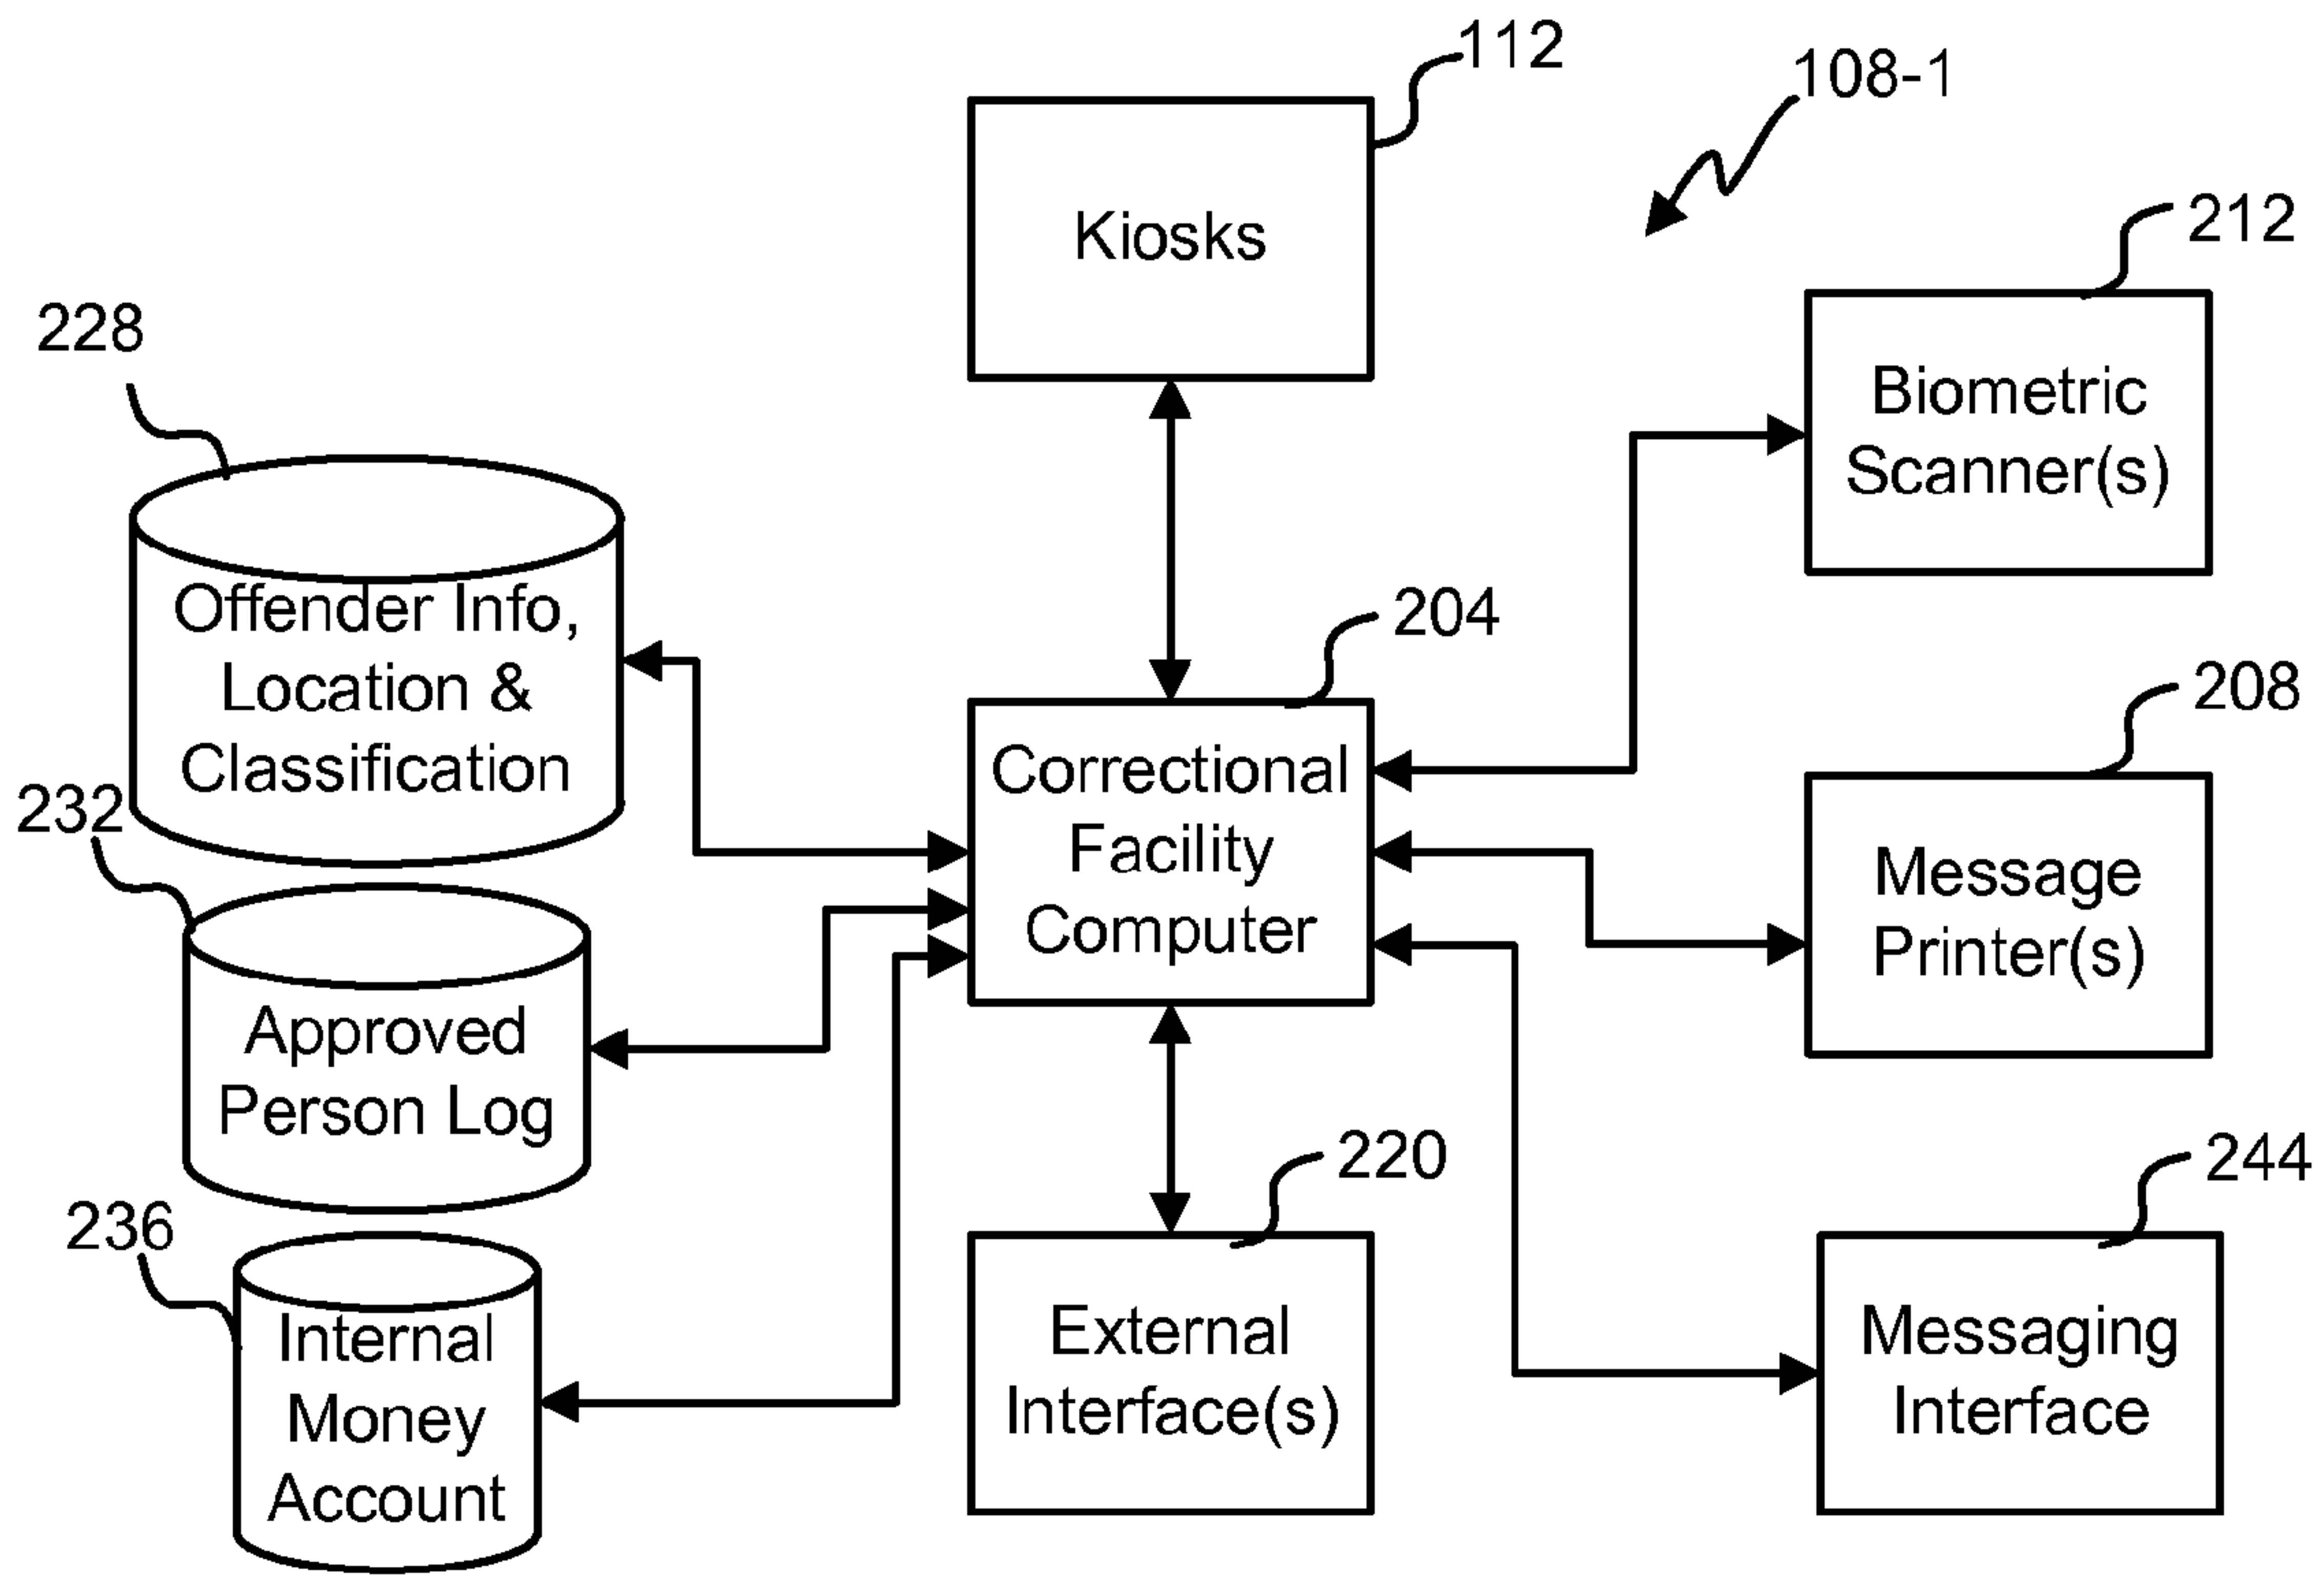 112
108-1
Kiosks
212
228
Biometric
Scanner(s)
Offender Info,
Location &
Classification
204
208
232
Correctional
Facility
Computer
Message
Printer(s)
Approved
Person Log
220
244
236
Internal
Money
Account
External
Interface(s)
Messaging
Interface